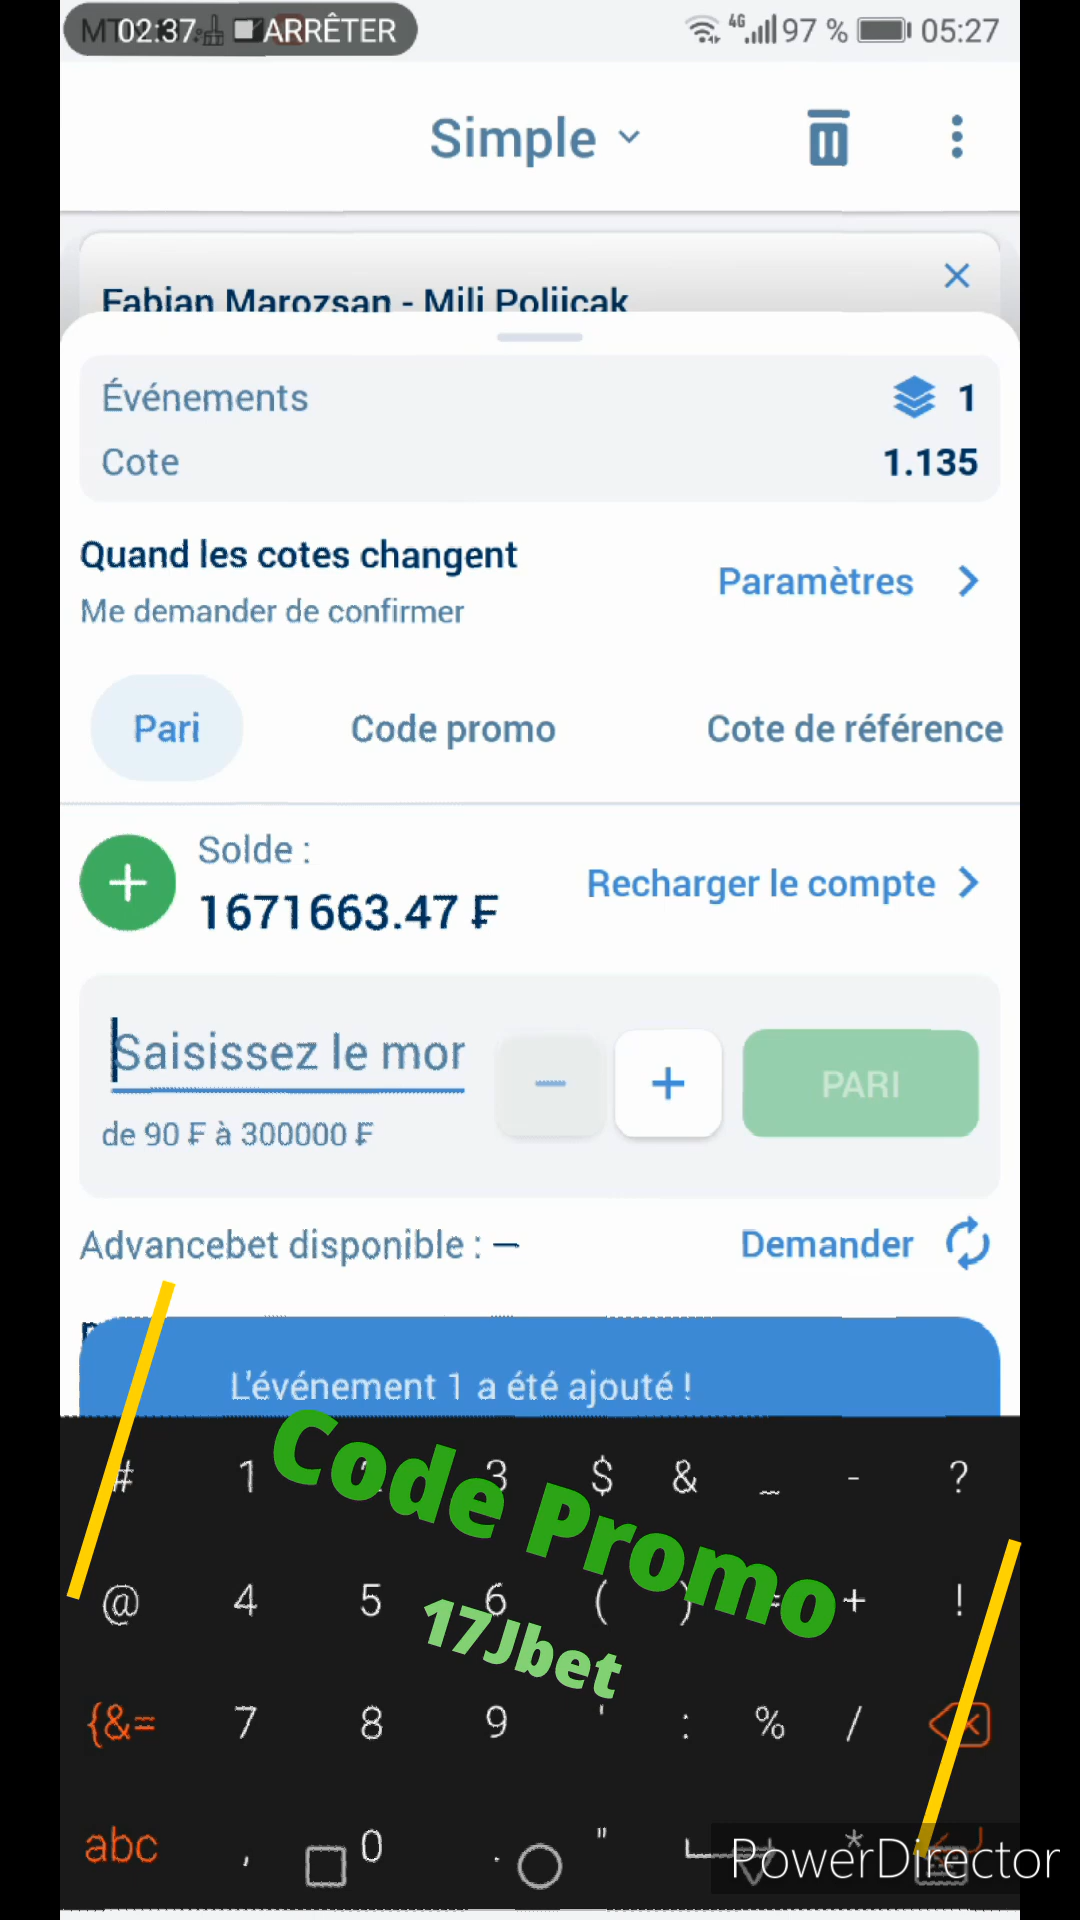 02:37 ARRÊTER 4G 97 % 05:27
Simple
Fabian Marozsan - Mili Poljicak
Événements 1
Cote 1.135
Quand les cotes changent
Me demander de confirmer
Paramètres
Pari Code promo Cote de référence
Solde :
1671663.47 ₣
Recharger le compte
Saisissez le mor
PARI
de 90 ₣ à 300000 ₣
Advancebet disponible : —
Demander
L'événement 1 a été ajouté !
Code Promo
17Jbet
# 1 2 3 $ & _ - ?
@ 4 5 6 ( ) = + !
{&= 7 8 9 ' : % /
abc , 0 . " *
PowerDirector